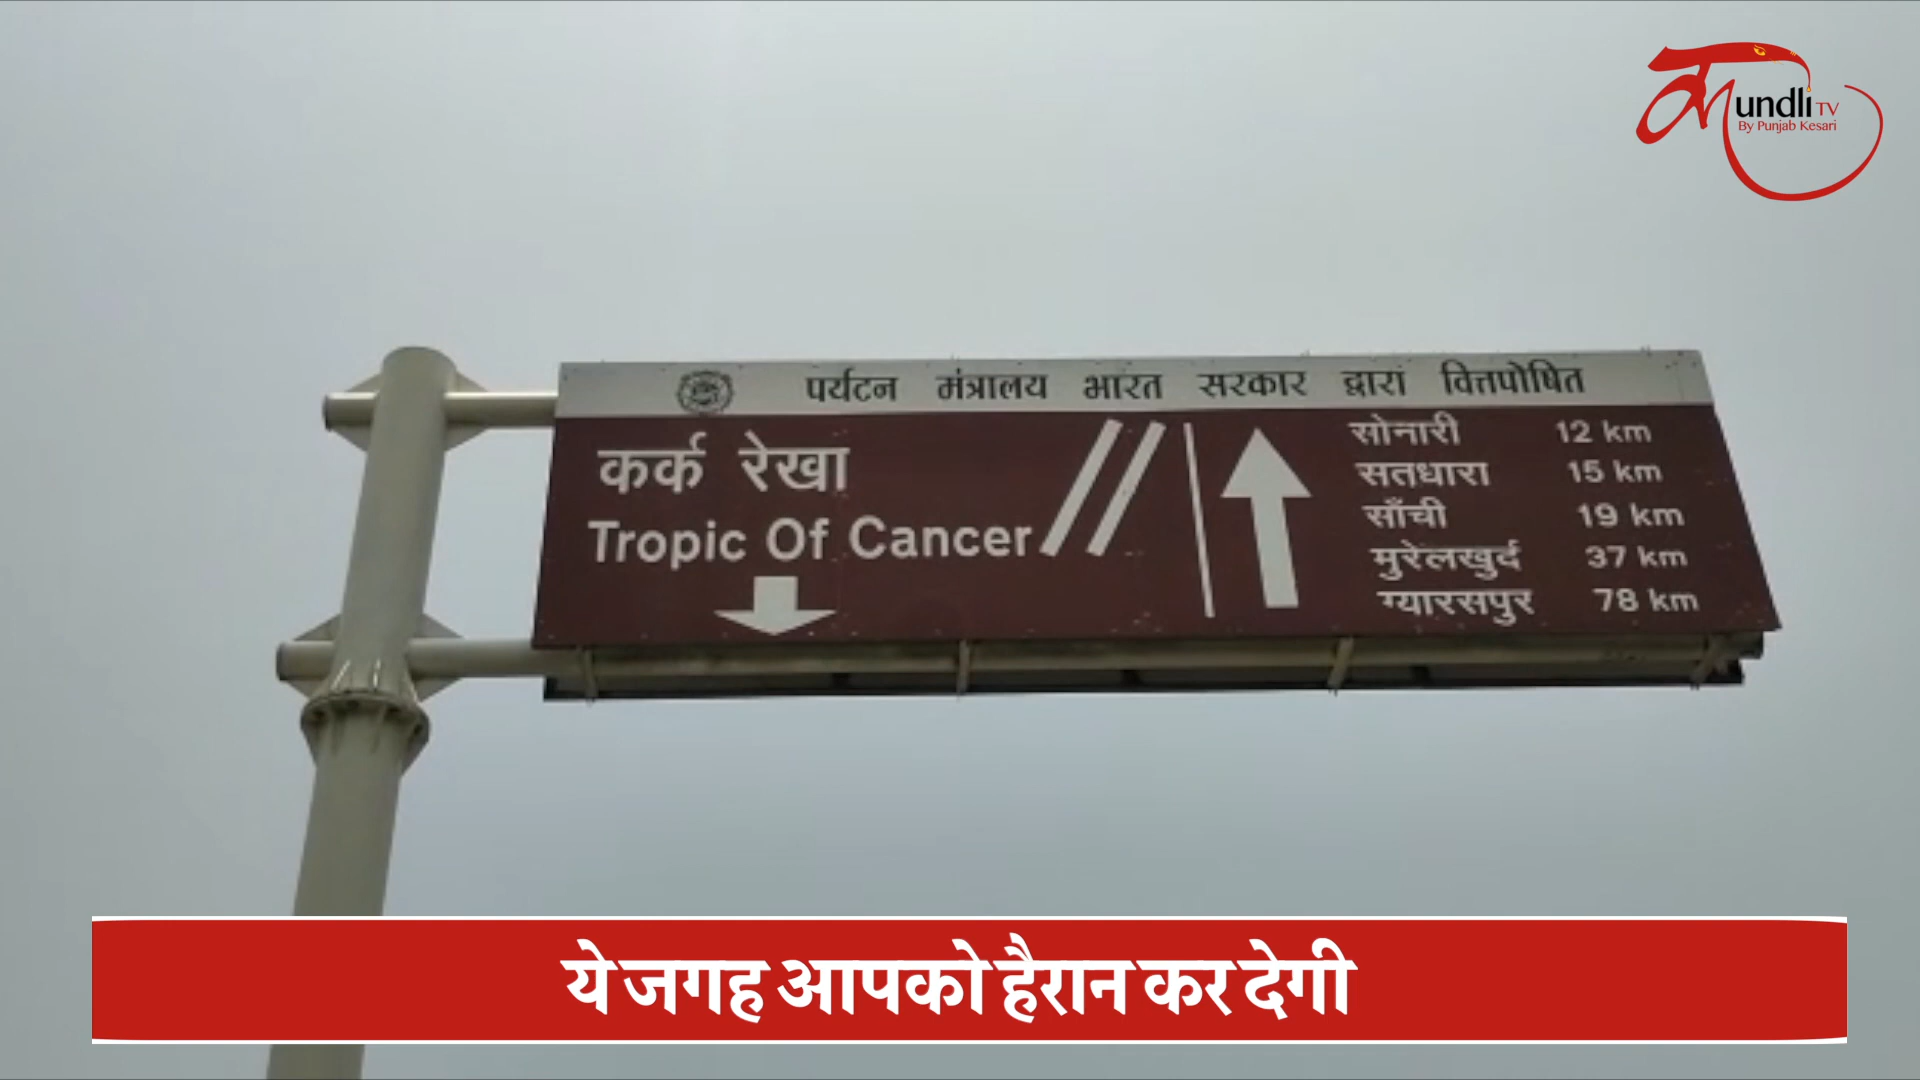 undli TV
By Punjab Kesari
पर्यटन मंत्रालय भारत सरकार द्वारा वित्तपोषित
कर्क रेखा
Tropic Of Cancer
सोनारी 12 km
सतधारा 15 km
साँची 19 km
मुरेलखुर्द 37 km
ग्यारसपुर 78 km
ये जगह आपको हैरान कर देगी